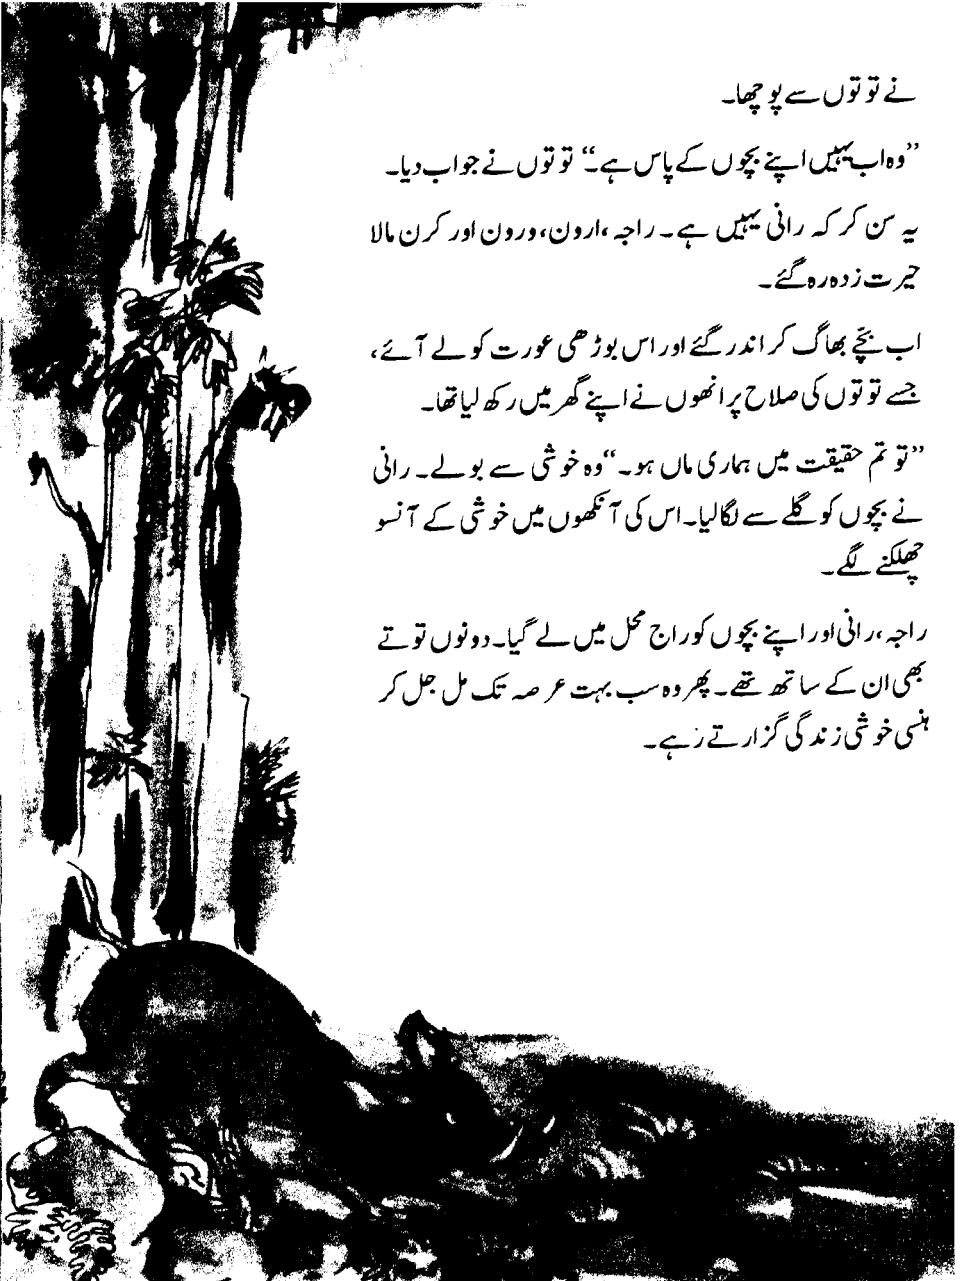 نے توتوں سے پوچھا۔
”وہ اب یہیں اپنے بچوں کے پاس ہے۔“ توتوں نے جواب دیا۔
یہ سن کر کہ رانی یہیں ہے۔ راجہ، ارون، ورون اور کرن مالا
حیرت زدہ رہ گئے۔
اب بچّے بھاگ کر اندر گئے اور اس بوڑھی عورت کو لے آئے،
جسے توتوں کی صلاح پر انھوں نے اپنے گھر میں رکھ لیا تھا۔
”تو تم حقیقت میں ہماری ماں ہو۔“ وہ خوشی سے بولے۔ رانی
نے بچوں کو گلے سے لگا لیا۔ اس کی آنکھوں میں خوشی کے آنسو
چھلکنے لگے۔
راجہ، رانی اور اپنے بچوں کو راج محل میں لے گیا۔ دونوں توتے
بھی ان کے ساتھ تھے۔ پھر وہ سب بہت عرصہ تک مل جل کر
ہنسی خوشی زندگی گزارتے رہے۔